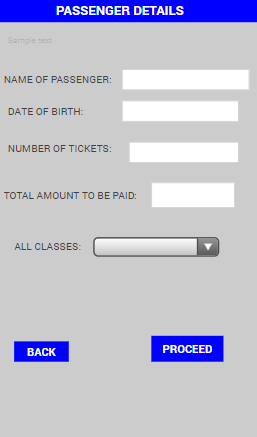 PASSENGER DETAILS
Sample text
NAME OF PASSENGER:
DATE OF BIRTH:
NUMBER OF TICKETS:
TOTAL AMOUNT TO BE PAID:
ALL CLASSES:
BACK
PROCEED